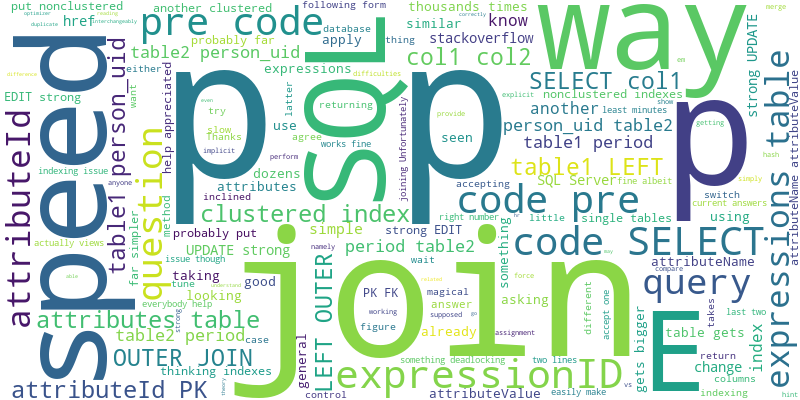 put nonclustered
another clustered
following form
thousands times
href
pre code
database
similar
know
way
table2 person_uid
probably far
apply
thing
stackoverflow
expressions
col1 col2
SELECT col1
strong UPDATE
merge
optimizer
interchangeably
duplicate
correctly
speed
table1 person_uid
either
want
EDIT strong
p
SQL
latter
returning
p
seen
nonclustered indexes
another
least minutes
explicit
show
p
expressions table
attributeName attributeValue
difference
difficulties
even
try
slow
thanks
use
agree
works fine
joining Unfortunately
provide
person_uid table2
table1 period
getting
hash
attributeId
question
help appreciated
indexing issue
anyone
implicit
inclined
dozens
perform
table1 LEFT
SQL Server
fine albeit
simply
attributes
accepting
switch
current answers
clustered index
code pre
right number
little
single tables
using
actually views
method
far simpler
probably put
simple
strong EDIT
period table2
something
code SELECT
UPDATE strong
issue though
namely
wait
asking
attributeName
query
taking
tune
understand
looking
good
LEFT OUTER
PK FK
magical
answer
different
accept one
force
may
compare
everybody help
working
supposed
go
figure
already
assignment
takes
attributes table
join
E
table gets
gets bigger
index
change
last two
table2 period
case
general
something deadlocking
two lines
vs
return
columns
OUTER JOIN
strong
able
theory
thinking indexes
expressionID
easily make
indexing
hint
attributeId PK
control
attributeValue